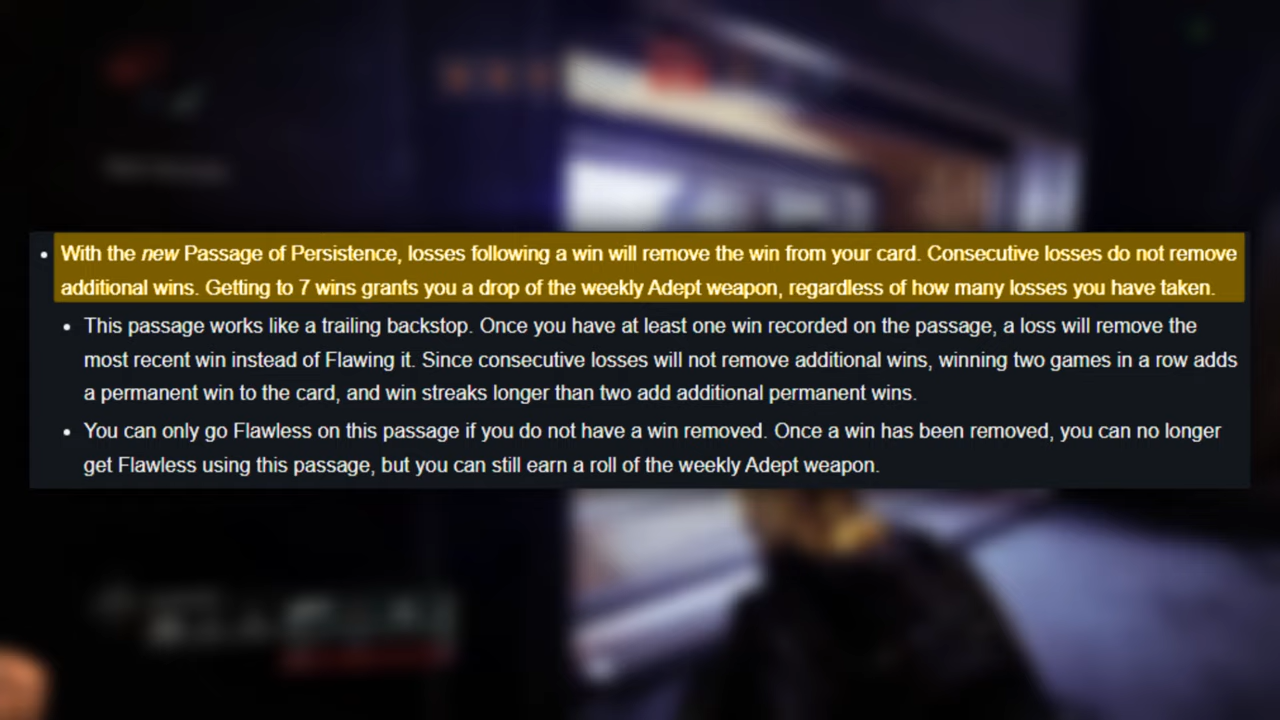 With the new Passage of Persistence, losses following a win will remove the win from your card. Consecutive losses do not remove
additional wins. Getting to 7 wins grants you a drop of the weekly Adept weapon, regardless of how many losses you have taken.
This passage works like a trailing backstop. Once you have at least one win recorded on the passage, a loss will remove the
most recent win instead of Flawing it. Since consecutive losses will not remove additional wins, winning two games in a row adds
a permanent win to the card, and win streaks longer than two add additional permanent wins.
You can only go Flawless on this passage if you do not have a win removed. Once a win has been removed, you can no longer
get Flawless using this passage, but you can still earn a roll of the weekly Adept weapon.